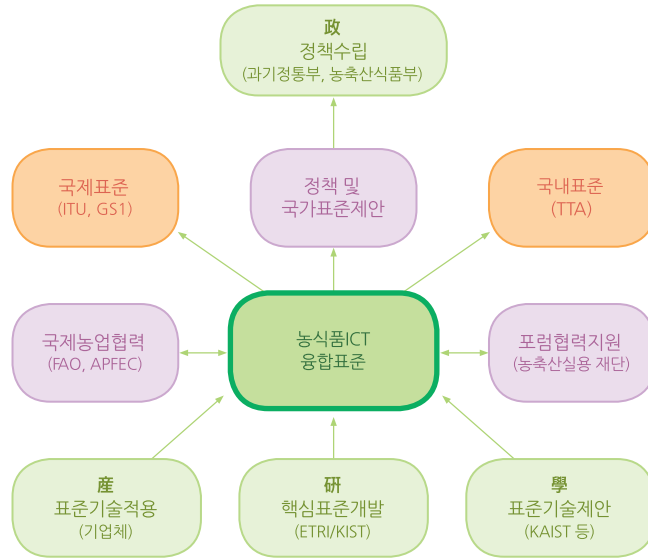 政
정책수립
(과기정통부, 농축산식품부)
국제표준
(ITU, GS1)
정책 및
국가표준제안
국내표준
(TTA)
국제농업협력
(FAO, APFEC)
농식품ICT
융합표준
포럼협력지원
(농축산실용 재단)
産
표준기술적용
(기업체)
研
핵심표준개발
(ETRI/KIST)
學
표준기술제안
(KAIST 등)